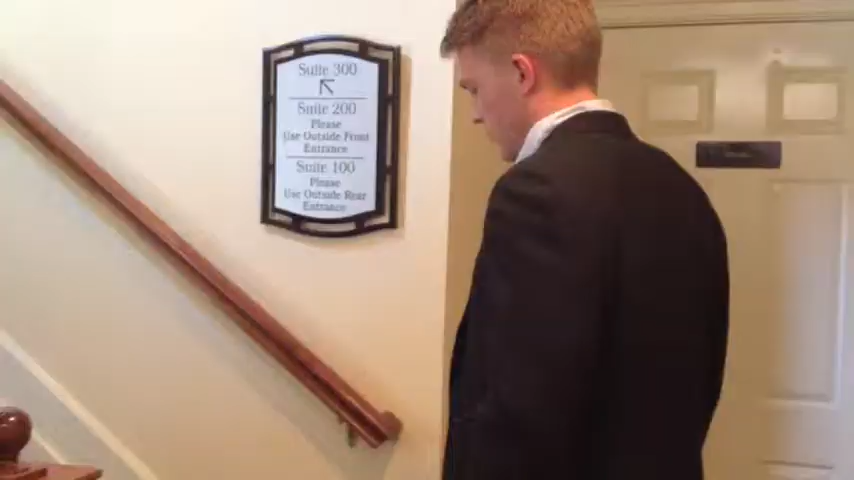 Suite 300
Suite 200
Please
Use Outside Front
Entrance
Suite 100
Please
Use Outside Rear
Entrance